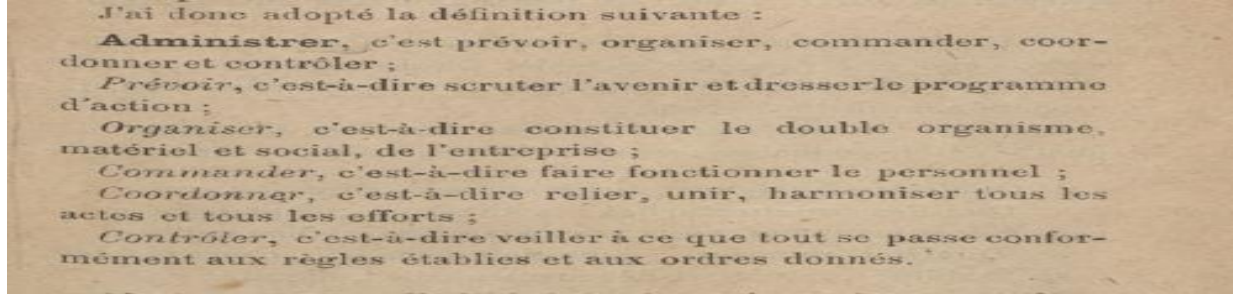 J'ai donc adopté la définition suivante :
Administrer, c'est prévoir, organiser, commander, coor-
donner et contrôler ;
Prévoir, c'est-à-dire scruter l'avenir et dresser le programme
d'action ;
Organiser, c'est-à-dire constituer le double organisme,
matériel et social, de l'entreprise ;
Commander, c'est-à-dire faire fonctionner le personnel ;
Coordonner, c'est-à-dire relier, unir, harmoniser tous les
actes et tous les efforts ;
Contrôler, c'est-à-dire veiller à ce que tout se passe confor-
mément aux règles établies et aux ordres donnés.